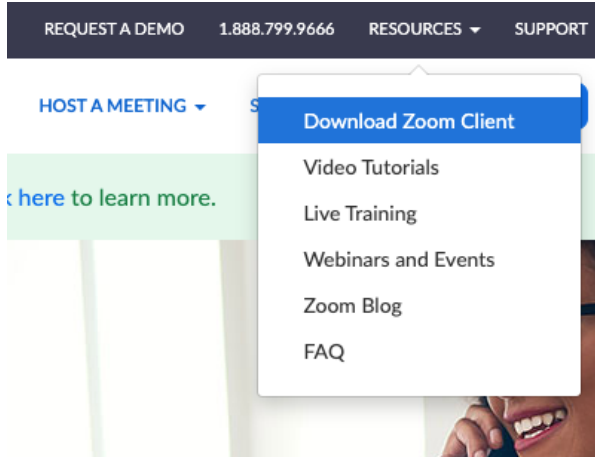 REQUEST A DEMO 1.888.799.9666 RESOURCES SUPPORT
HOST A MEETING
Download Zoom Client
Video Tutorials
here to learn more.
Live Training
Webinars and Events
Zoom Blog
FAQ